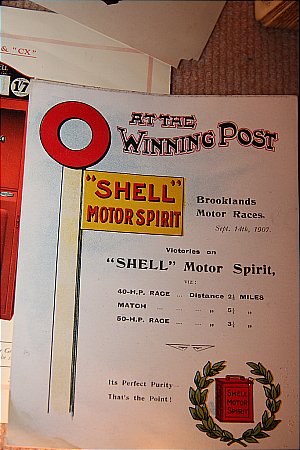 & "CX"
17
AT THE
WINNING POST
"SHELL"
MOTOR SPIRIT
Brooklands
Motor Races.
Sept. 14th, 1907.
Victories on
"SHELL" Motor Spirit,
VIZ:
40-H.P. RACE ... Distance 2½ MILES
MATCH ... ... ... „ 5½ „
50-H.P. RACE ... ... „ 3½ „
Its Perfect Purity—
That's the Point!
SHELL
MOTOR
SPIRIT